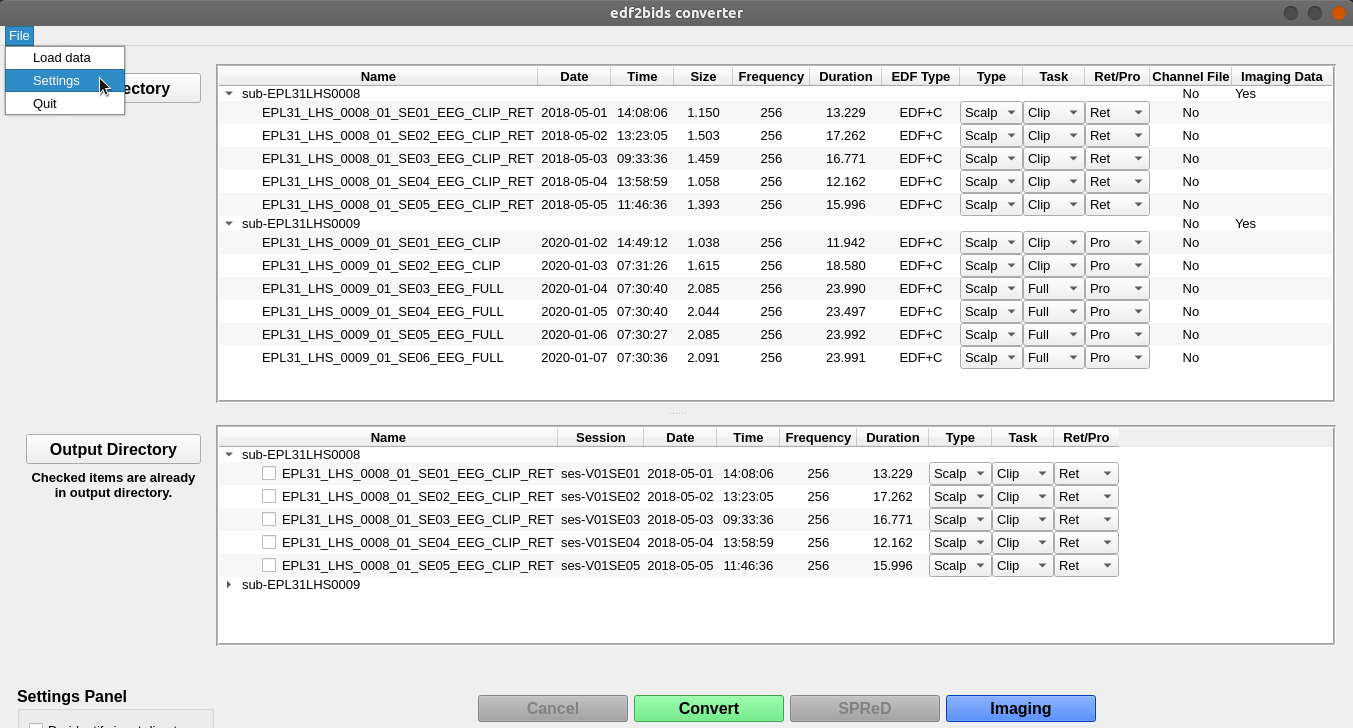 edf2bids converter
File
Load data
Settings
Quit
ectory
Name Date Time Size Frequency Duration EDF Type Type Task Ret/Pro Channel File Imaging Data
sub-EPL31LHS0008 No Yes
EPL31_LHS_0008_01_SE01_EEG_CLIP_RET 2018-05-01 14:08:06 1.150 256 13.229 EDF+C Scalp Clip Ret No
EPL31_LHS_0008_01_SE02_EEG_CLIP_RET 2018-05-02 13:23:05 1.503 256 17.262 EDF+C Scalp Clip Ret No
EPL31_LHS_0008_01_SE03_EEG_CLIP_RET 2018-05-03 09:33:36 1.459 256 16.771 EDF+C Scalp Clip Ret No
EPL31_LHS_0008_01_SE04_EEG_CLIP_RET 2018-05-04 13:58:59 1.058 256 12.162 EDF+C Scalp Clip Ret No
EPL31_LHS_0008_01_SE05_EEG_CLIP_RET 2018-05-05 11:46:36 1.393 256 15.996 EDF+C Scalp Clip Ret No
sub-EPL31LHS0009 No Yes
EPL31_LHS_0009_01_SE01_EEG_CLIP 2020-01-02 14:49:12 1.038 256 11.942 EDF+C Scalp Clip Pro No
EPL31_LHS_0009_01_SE02_EEG_CLIP 2020-01-03 07:31:26 1.615 256 18.580 EDF+C Scalp Clip Pro No
EPL31_LHS_0009_01_SE03_EEG_FULL 2020-01-04 07:30:40 2.085 256 23.990 EDF+C Scalp Full Pro No
EPL31_LHS_0009_01_SE04_EEG_FULL 2020-01-05 07:30:40 2.044 256 23.497 EDF+C Scalp Full Pro No
EPL31_LHS_0009_01_SE05_EEG_FULL 2020-01-06 07:30:27 2.085 256 23.992 EDF+C Scalp Full Pro No
EPL31_LHS_0009_01_SE06_EEG_FULL 2020-01-07 07:30:36 2.091 256 23.991 EDF+C Scalp Full Pro No
Output Directory
Checked items are already
in output directory.
Name Session Date Time Frequency Duration Type Task Ret/Pro
sub-EPL31LHS0008
EPL31_LHS_0008_01_SE01_EEG_CLIP_RET ses-V01SE01 2018-05-01 14:08:06 256 13.229 Scalp Clip Ret
EPL31_LHS_0008_01_SE02_EEG_CLIP_RET ses-V01SE02 2018-05-02 13:23:05 256 17.262 Scalp Clip Ret
EPL31_LHS_0008_01_SE03_EEG_CLIP_RET ses-V01SE03 2018-05-03 09:33:36 256 16.771 Scalp Clip Ret
EPL31_LHS_0008_01_SE04_EEG_CLIP_RET ses-V01SE04 2018-05-04 13:58:59 256 12.162 Scalp Clip Ret
EPL31_LHS_0008_01_SE05_EEG_CLIP_RET ses-V01SE05 2018-05-05 11:46:36 256 15.996 Scalp Clip Ret
sub-EPL31LHS0009
Settings Panel
Cancel Convert SPReD Imaging